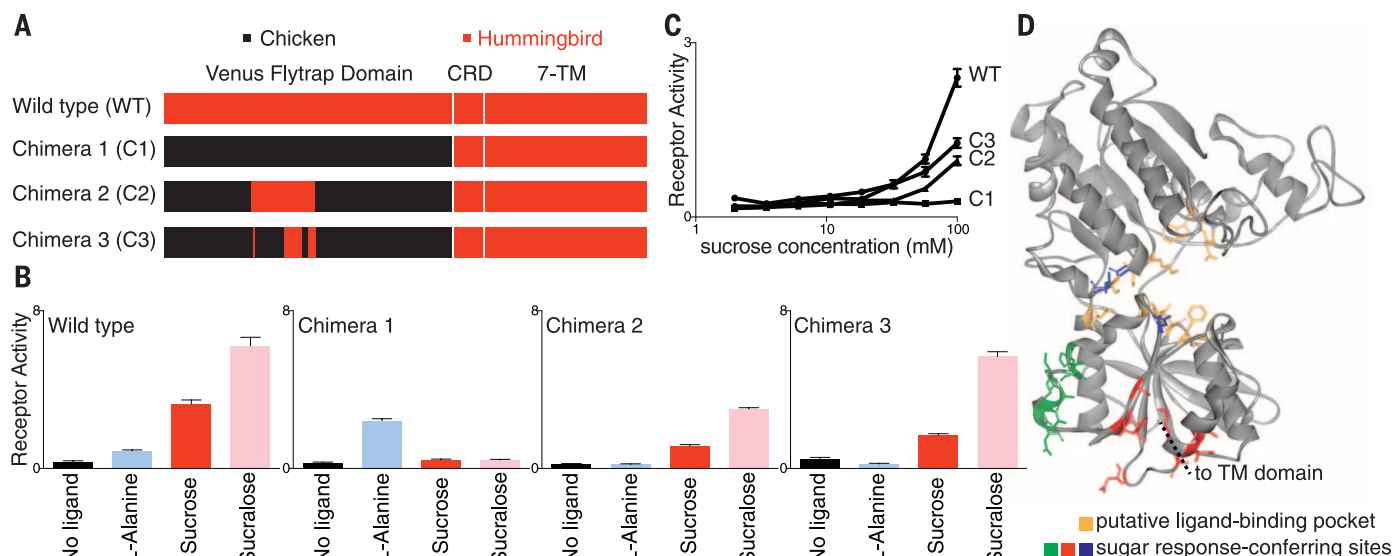 A
Chicken
Hummingbird
Venus Flytrap Domain
CRD
7-TM
Wild type (WT)
Chimera 1 (C1)
Chimera 2 (C2)
Chimera 3 (C3)
B
Receptor Activity
8
0
Wild type
No ligand
L-Alanine
Sucrose
Sucralose
8
0
Chimera 1
No ligand
L-Alanine
Sucrose
Sucralose
8
0
Chimera 2
No ligand
L-Alanine
Sucrose
Sucralose
8
0
Chimera 3
No ligand
L-Alanine
Sucrose
Sucralose
C
Receptor Activity
3
0
WT
C3
C2
C1
1
10
100
sucrose concentration (mM)
D
to TM domain
putative ligand-binding pocket
sugar response-conferring sites